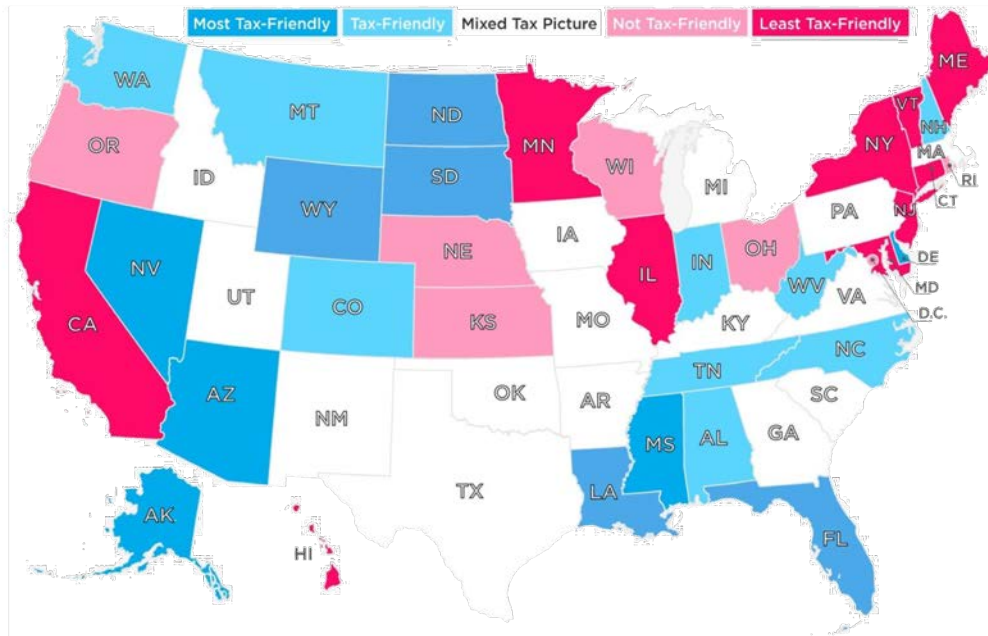 Most Tax-Friendly Tax-Friendly Mixed Tax Picture Not Tax-Friendly Least Tax-Friendly
WA
MT
ND
MN
OR
ID
SD
WI
WY
MI
NY
VT
NH
ME
MA
RI
CT
NV
UT
CO
NE
IA
IL
IN
OH
PA
NJ
DE
MD
D.C.
CA
KS
MO
KY
WV
VA
AZ
NM
OK
AR
TN
NC
SC
TX
LA
MS
AL
GA
FL
AK
HI